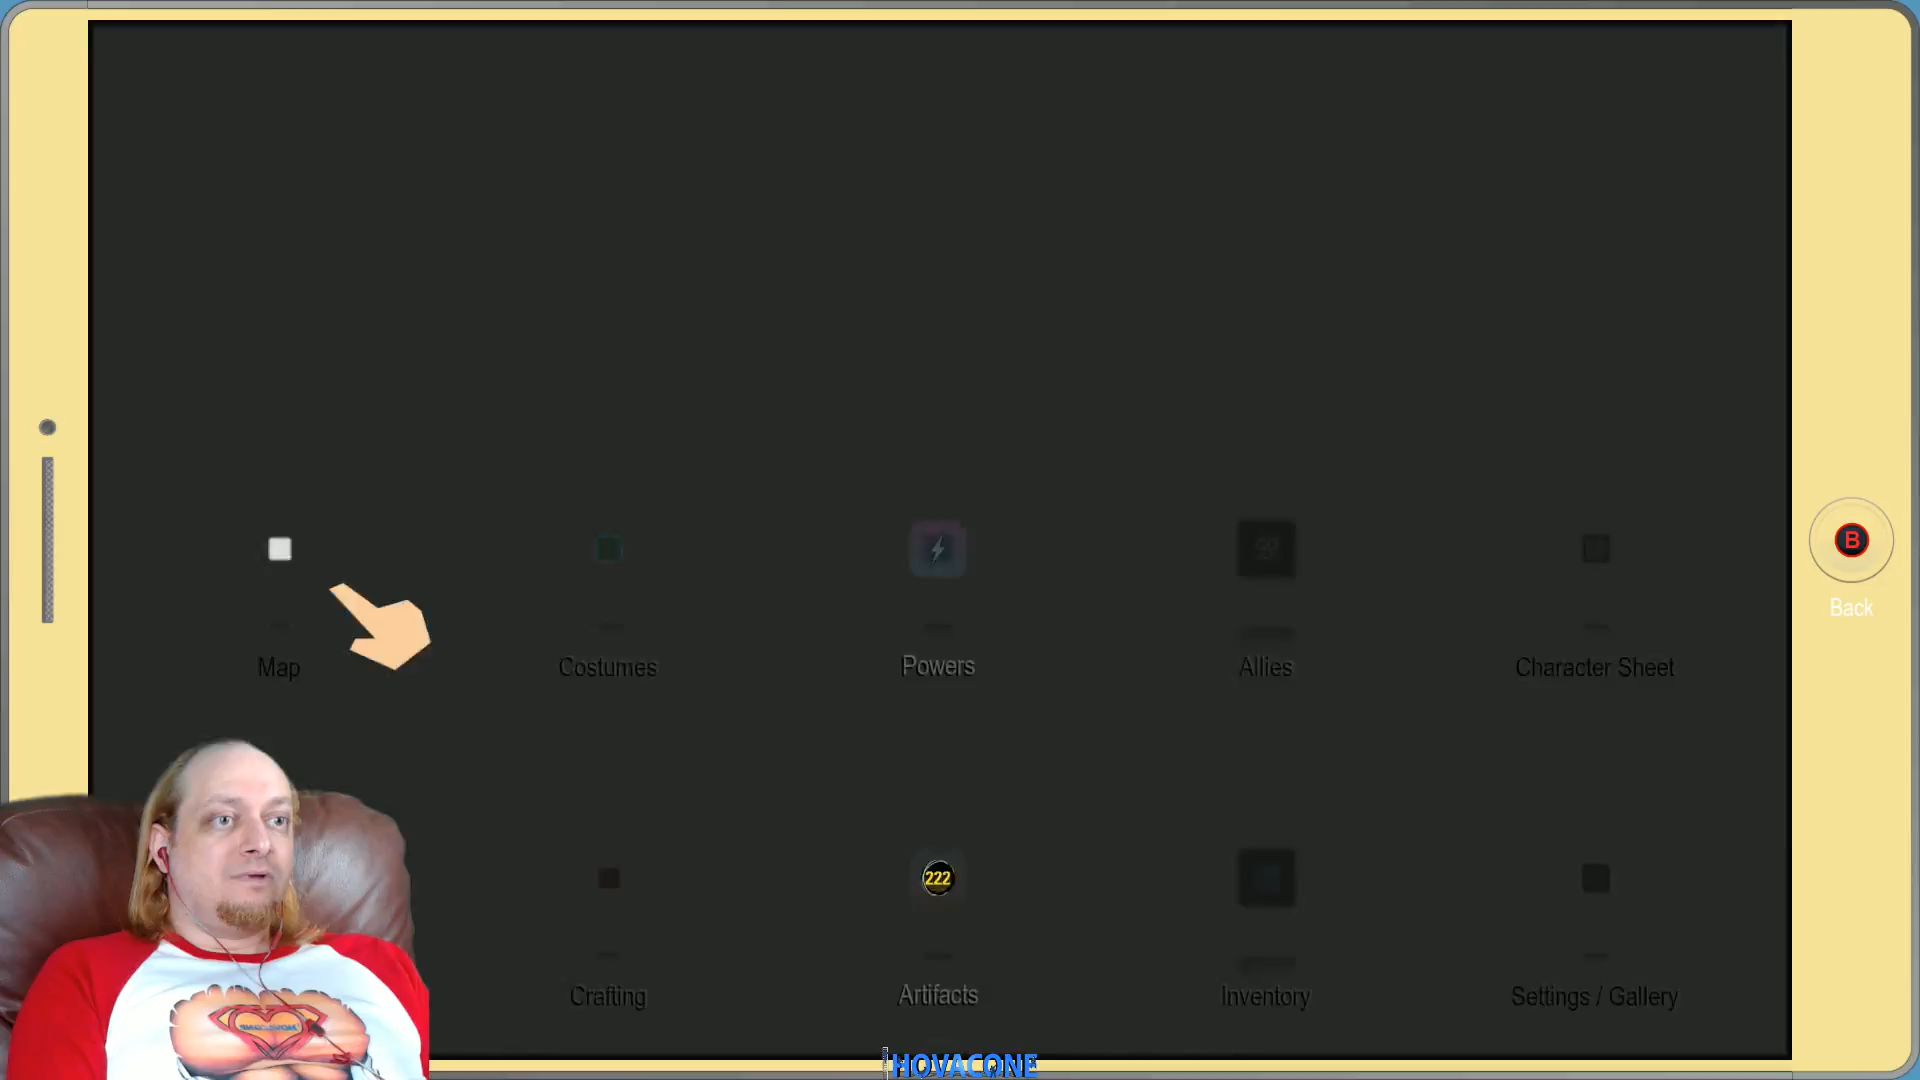 Map
Costumes
Powers
Allies
Character Sheet
B
Back
222
Crafting
Artifacts
Inventory
Settings / Gallery
HOVACONE